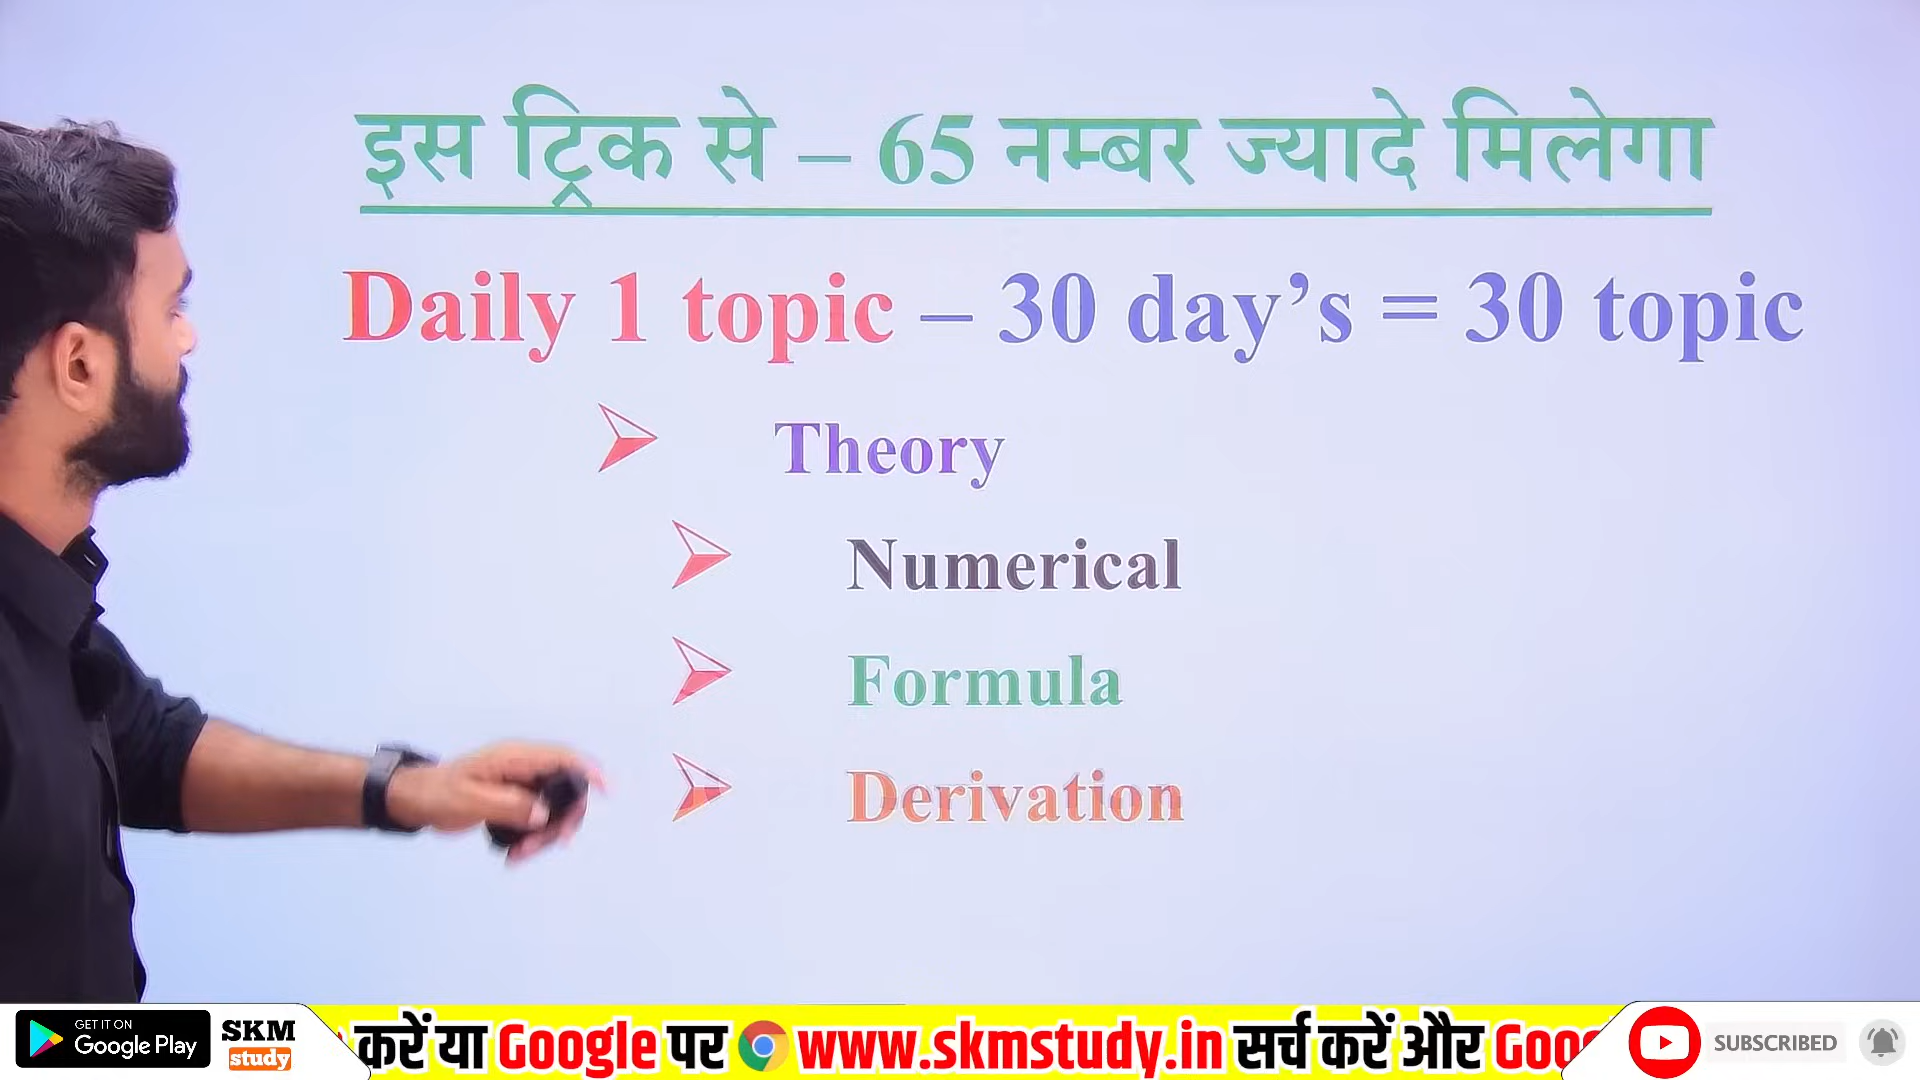 इस ट्रिक से – 65 नम्बर ज्यादे मिलेगा
Daily 1 topic – 30 day’s = 30 topic
Theory
Numerical
Formula
Derivation
GET IT ON
Google Play
SKM
study
करें या Google पर www.skmstudy.in सर्च करें और
SUBSCRIBED